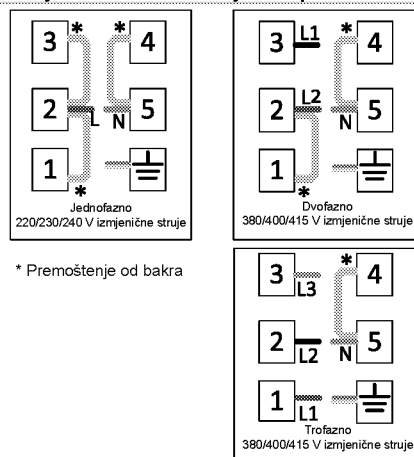 3 * * 4
2 L N 5
1 *
Jednofazno
220/230/240 V izmjenične struje
* Premoštenje od bakra
3 L1 * 4
2 L2 N 5
1 *
Dvofazno
380/400/415 V izmjenične struje
3 L3 * 4
2 L2 N 5
1 L1
Trofazno
380/400/415 V izmjenične struje